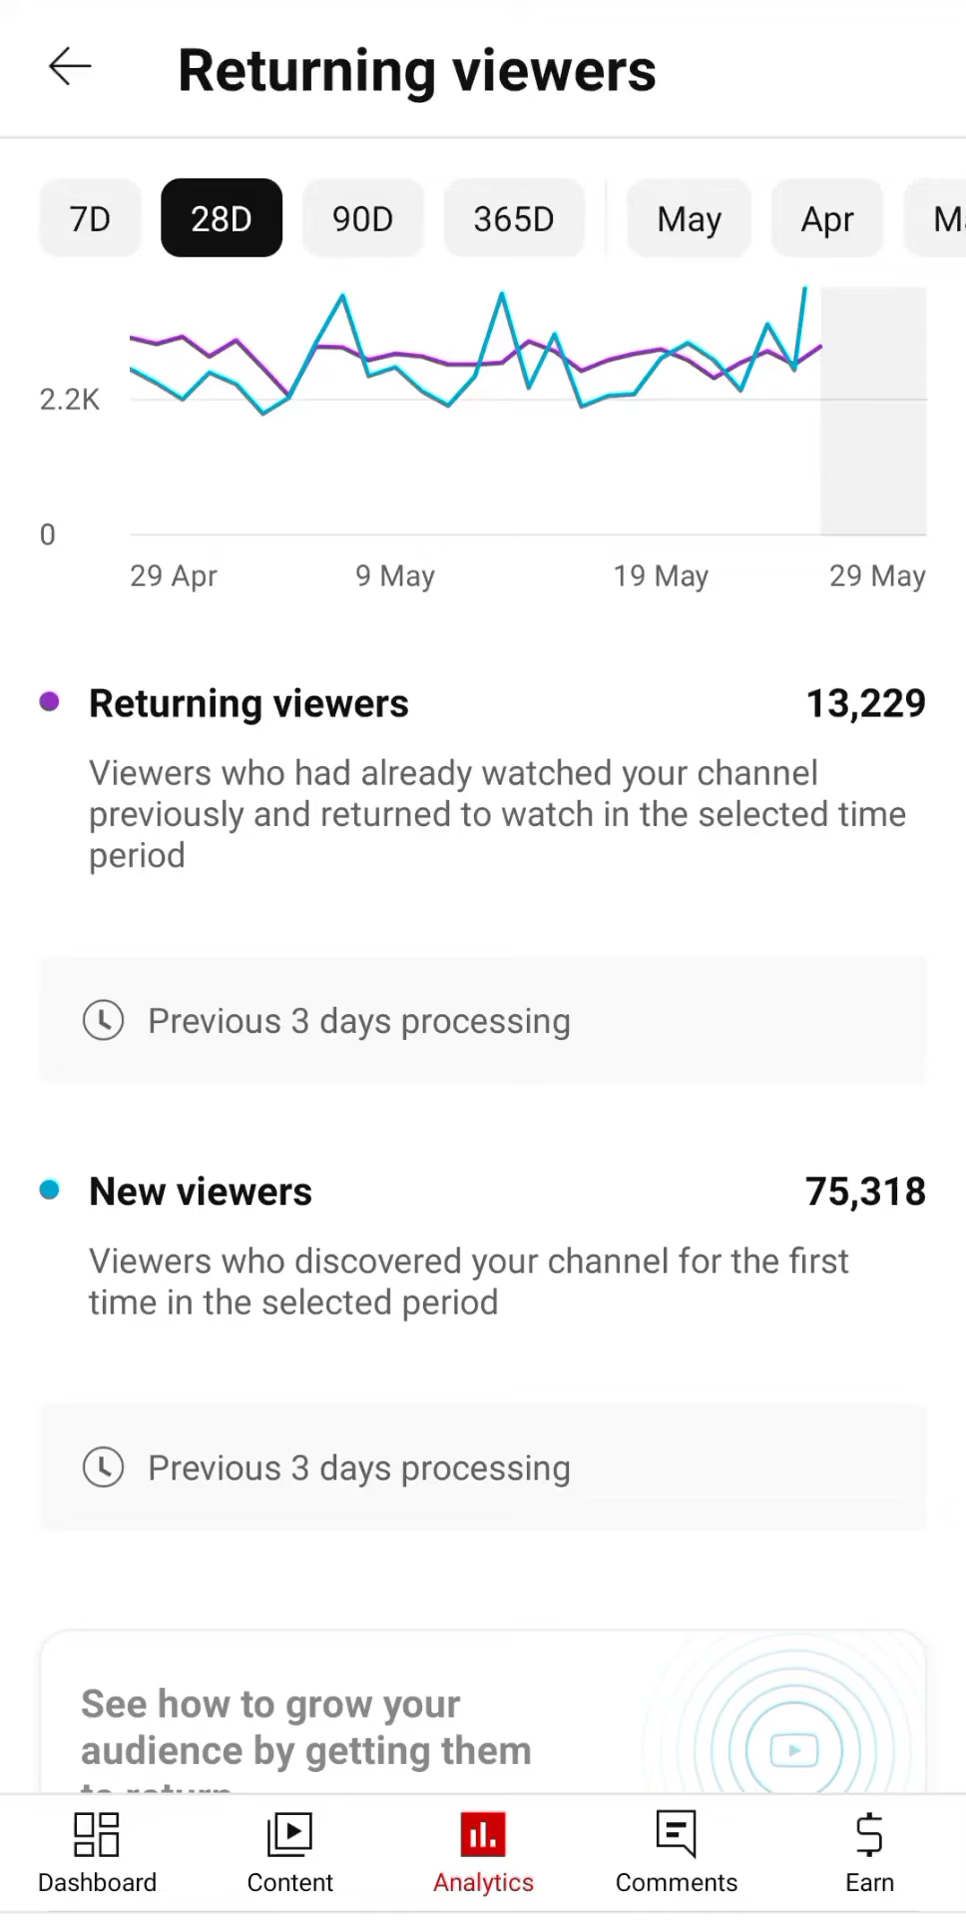 Returning viewers
7D 28D 90D 365D May Apr
2.2K
0
29 Apr 9 May 19 May 29 May
Returning viewers 13,229
Viewers who had already watched your channel
previously and returned to watch in the selected time
period
Previous 3 days processing
New viewers 75,318
Viewers who discovered your channel for the first
time in the selected period
Previous 3 days processing
See how to grow your
audience by getting them
to return
Dashboard Content Analytics Comments Earn